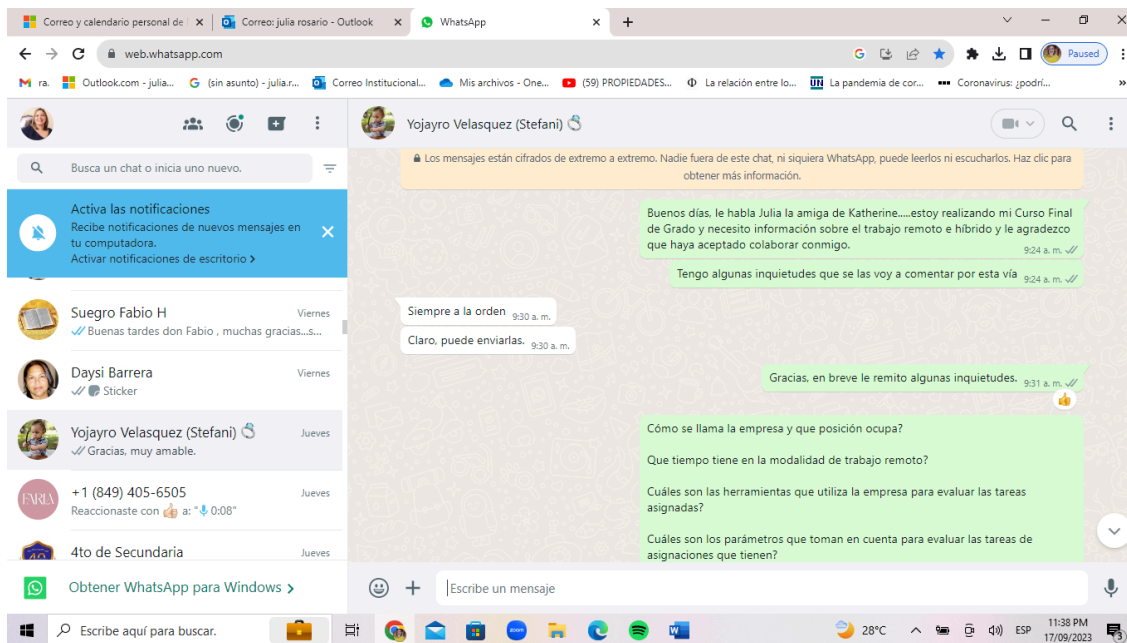 Correo y calendario personal de
Correo: julia rosario - Outlook
WhatsApp
web.whatsapp.com
Paused
ra.
Outlook.com - julia...
(sin asunto) - julia.r...
Correo Institucional...
Mis archivos - One...
(59) PROPIEDADES...
La relación entre lo...
La pandemia de cor...
Coronavirus: ¿podrí...
»
Busca un chat o inicia uno nuevo.
Activa las notificaciones
Recibe notificaciones de nuevos mensajes en
tu computadora.
Activar notificaciones de escritorio >
Suegro Fabio H
Viernes
Buenas tardes don Fabio , muchas gracias...s...
Daysi Barrera
Viernes
Sticker
Yojayro Velasquez (Stefani)
Jueves
Gracias, muy amable.
FARLA
+1 (849) 405-6505
Jueves
Reaccionaste con 👍🏼 a: "0:08"
4to de Secundaria
Jueves
Obtener WhatsApp para Windows >
Yojayro Velasquez (Stefani)
Los mensajes están cifrados de extremo a extremo. Nadie fuera de este chat, ni siquiera WhatsApp, puede leerlos ni escucharlos. Haz clic para
obtener más información.
Buenos días, le habla Julia la amiga de Katherine.....estoy realizando mi Curso Final
de Grado y necesito información sobre el trabajo remoto e híbrido y le agradezco
que haya aceptado colaborar conmigo.
9:24 a. m.
Tengo algunas inquietudes que se las voy a comentar por esta vía
9:24 a. m.
Siempre a la orden
9:30 a. m.
Claro, puede enviarlas.
9:30 a. m.
Gracias, en breve le remito algunas inquietudes.
9:31 a. m.
Cómo se llama la empresa y que posición ocupa?
Que tiempo tiene en la modalidad de trabajo remoto?
Cuáles son las herramientas que utiliza la empresa para evaluar las tareas
asignadas?
Cuáles son los parámetros que toman en cuenta para evaluar las tareas de
asignaciones que tienen?
Escribe un mensaje
Escribe aquí para buscar.
zoom
28°C
ESP
11:38 PM
17/09/2023
3